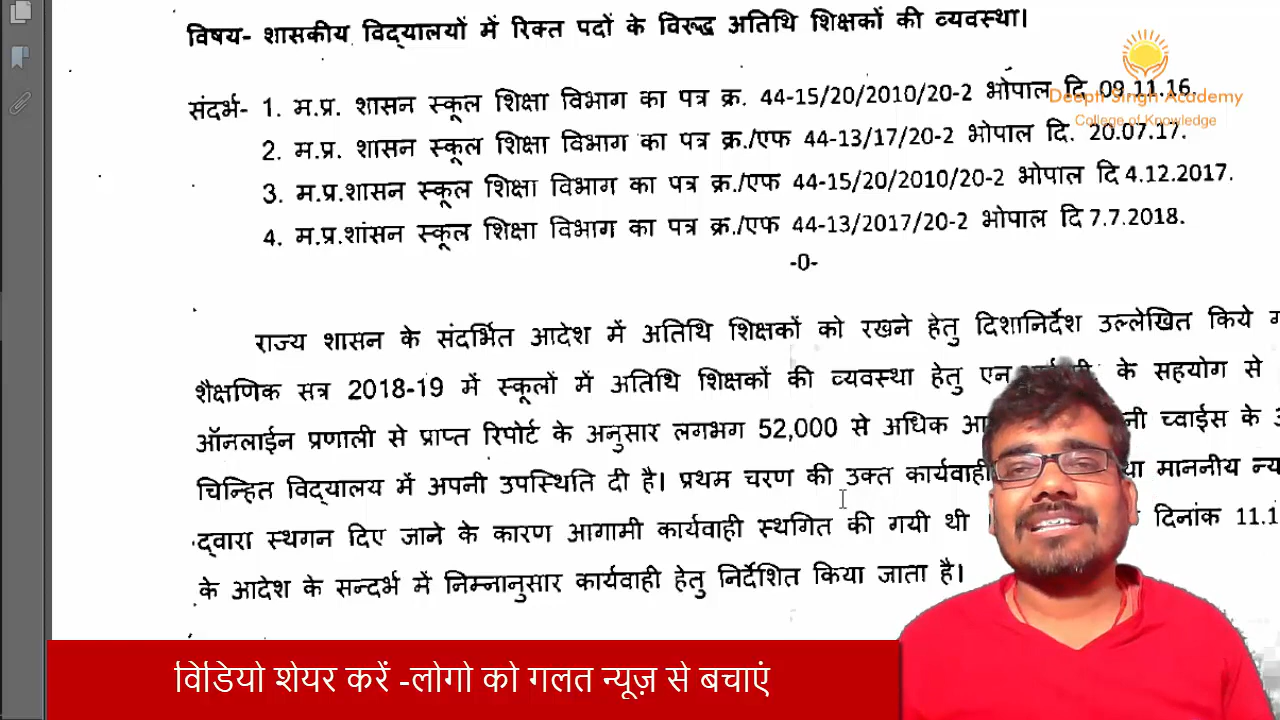 विषय- शासकीय विद्यालयों में रिक्त पदों के विरुद्ध अतिथि शिक्षकों की व्यवस्था।
संदर्भ- 1. म.प्र. शासन स्कूल शिक्षा विभाग का पत्र क्र. 44-15/20/2010/20-2 भोपाल दि 09.11.16.
Deepti Singh Academy
College of Knowledge
2. म.प्र. शासन स्कूल शिक्षा विभाग का पत्र क्र./एफ 44-13/17/20-2 भोपाल दि. 20.07.17.
3. म.प्र.शासन स्कूल शिक्षा विभाग का पत्र क्र./एफ 44-15/20/2010/20-2 भोपाल दि 4.12.2017.
4. म.प्र.शांसन स्कूल शिक्षा विभाग का पत्र क्र./एफ 44-13/2017/20-2 भोपाल दि 7.7.2018.
-0-
राज्य शासन के संदर्भित आदेश में अतिथि शिक्षकों को रखने हेतु दिशानिर्देश उल्लेखित किये
शैक्षणिक सत्र 2018-19 में स्कूलों में अतिथि शिक्षकों की व्यवस्था हेतु के सहयोग से
ऑनलाईन प्रणाली से प्राप्त रिपोर्ट के अनुसार लगभग 52,000 से अधिक च्वाईस के
चिन्हित विद्यालय में अपनी उपस्थिति दी है। प्रथम चरण की उक्त कार्यवाही माननीय
द्वारा स्थगन दिए जाने के कारण आगामी कार्यवाही स्थगित की गयी थी दिनांक
के आदेश के सन्दर्भ में निम्नानुसार कार्यवाही हेतु निर्देशित किया जाता है।
विडियो शेयर करें -लोगो को गलत न्यूज़ से बचाएं